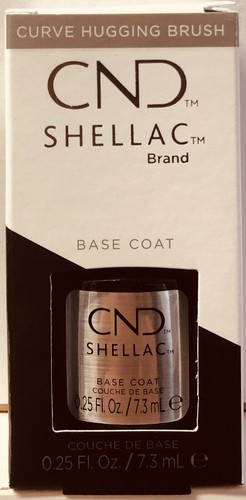 CURVE HUGGING BRUSH
CND™
SHELLAC™
Brand
BASE COAT
CND™
SHELLAC™
BASE COAT
COUCHE DE BASE
0.25 Fl. Oz. / 7.3 mL ℮
COUCHE DE BASE
0.25 Fl. Oz. / 7.3 mL ℮